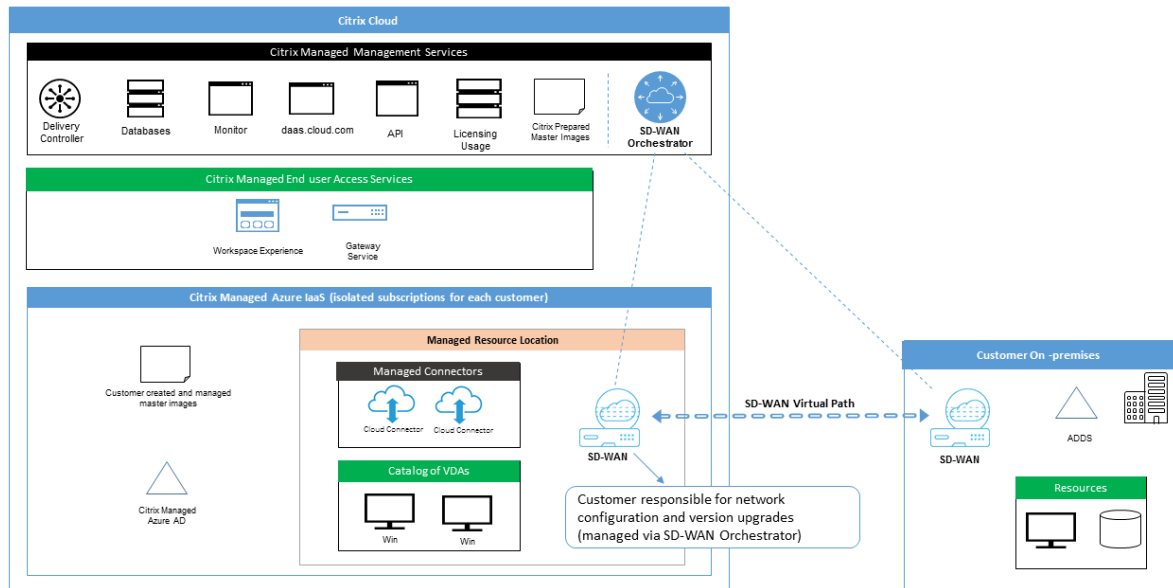 Citrix Cloud
Citrix Managed Management Services
Delivery
Controller
Databases
Monitor
daas.cloud.com
API
Licensing
Usage
Citrix Prepared
Master Images
SD-WAN
Orchestrator
Citrix Managed End user Access Services
Workspace Experience
Gateway
Service
Citrix Managed Azure IaaS (isolated subscriptions for each customer)
Customer created and managed
master images
Citrix Managed
Azure AD
Managed Resource Location
Managed Connectors
Cloud Connector
Cloud Connector
Catalog of VDAs
Win
Win
SD-WAN
Customer responsible for network
configuration and version upgrades
(managed via SD-WAN Orchestrator)
SD-WAN Virtual Path
Customer On -premises
SD-WAN
ADDS
Resources